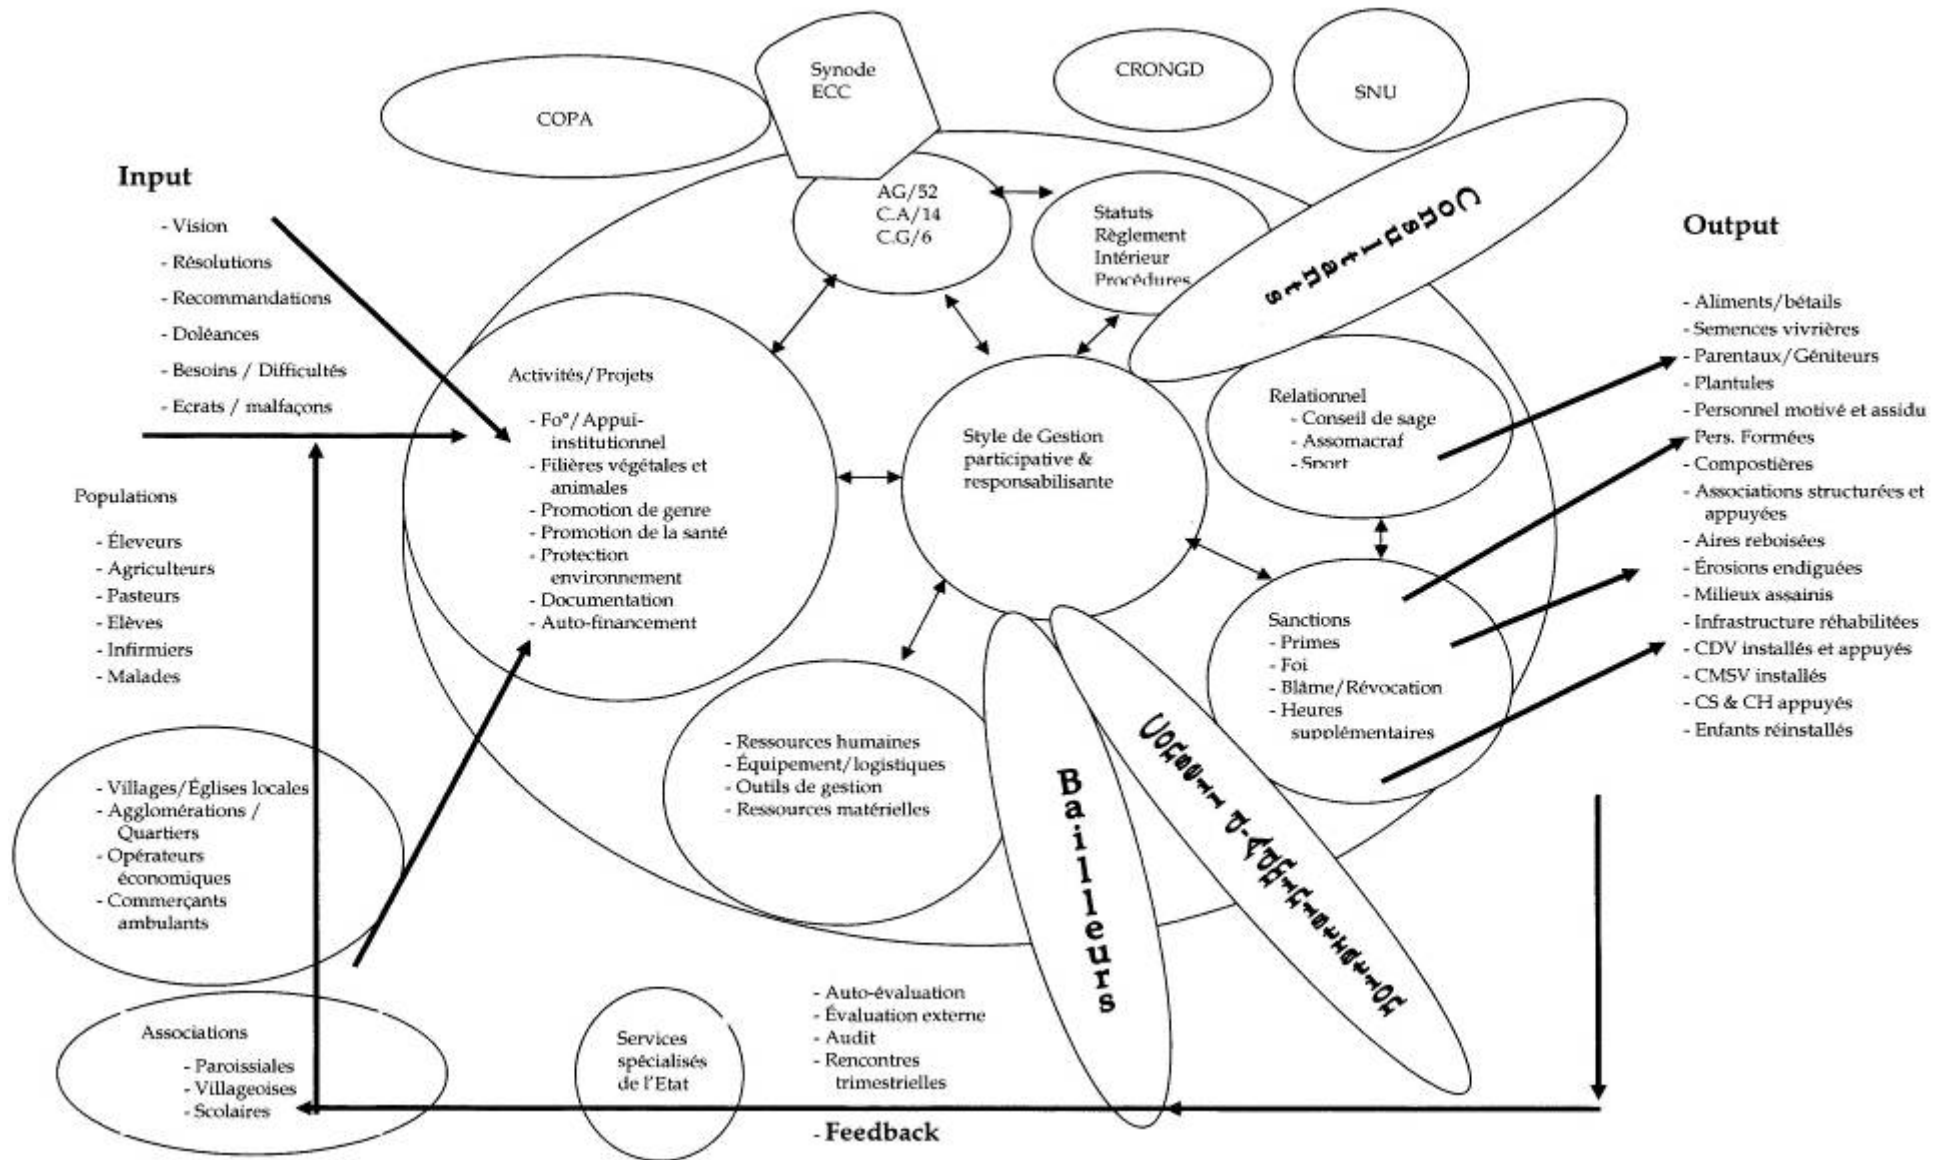 Synode
ECC
CRONGD
SNU
COPA
Input
- Vision
- Résolutions
- Recommandations
- Doléances
- Besoins / Difficultés
- Ecrats / malfaçons
Populations
- Éleveurs
- Agriculteurs
- Pasteurs
- Elèves
- Infirmiers
- Malades
- Villages/Églises locales
- Agglomérations /
Quartiers
- Opérateurs
économiques
- Commerçants
ambulants
Associations
- Paroissiales
- Villageoises
- Scolaires
AG/52
C.A/14
C.G/6
Statuts
Règlement
Intérieur
Procédures
Consultants
Activités/Projets
- Fo°/Appui-
institutionnel
- Filières végétales et
animales
- Promotion de genre
- Promotion de la santé
- Protection
environnement
- Documentation
- Auto-financement
Style de Gestion
participative &
responsabilisante
Relationnel
- Conseil de sage
- Assomacraf
- Sport
Sanctions
- Primes
- Foi
- Blâme/Révocation
- Heures
supplémentaires
- Ressources humaines
- Équipement/logistiques
- Outils de gestion
- Ressources matérielles
Bailleurs
Conseil d'Administration
Services
spécialisés
de l'Etat
- Auto-évaluation
- Évaluation externe
- Audit
- Rencontres
trimestrielles
- Feedback
Output
- Aliments/bétails
- Semences vivrières
- Parentaux/Géniteurs
- Plantules
- Personnel motivé et assidu
- Pers. Formées
- Compostières
- Associations structurées et
appuyées
- Aires reboisées
- Érosions endiguées
- Milieux assainis
- Infrastructure réhabilitées
- CDV installés et appuyés
- CMSV installés
- CS & CH appuyés
- Enfants réinstallés